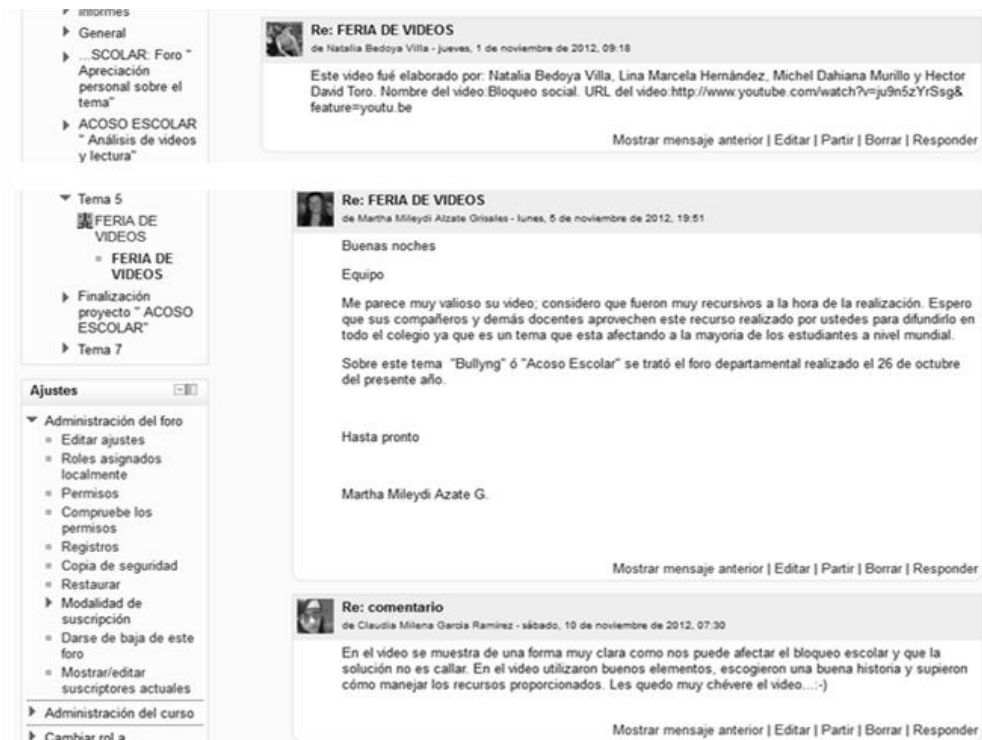 Informes
General
...SCOLAR: Foro "
Apreciación
personal sobre el
tema"
ACOSO ESCOLAR
" Análisis de videos
y lectura"
Re: FERIA DE VIDEOS
de Natalia Bedoya Villa - jueves, 1 de noviembre de 2012, 09:18
Este video fué elaborado por: Natalia Bedoya Villa, Lina Marcela Hernández, Michel Dahiana Murillo y Hector
David Toro. Nombre del video:Bloqueo social. URL del video:http://www.youtube.com/watch?v=ju9n5zYrSsg&
feature=youtu.be
Mostrar mensaje anterior | Editar | Partir | Borrar | Responder
Tema 5
FERIA DE
VIDEOS
FERIA DE
VIDEOS
Finalización
proyecto " ACOSO
ESCOLAR"
Tema 7
Ajustes
Administración del foro
Editar ajustes
Roles asignados
localmente
Permisos
Compruebe los
permisos
Registros
Copia de seguridad
Restaurar
Modalidad de
suscripción
Darse de baja de este
foro
Mostrar/editar
suscriptores actuales
Administración del curso
Cambiar rol a
Re: FERIA DE VIDEOS
de Martha Mileydi Alzate Grisales - lunes, 5 de noviembre de 2012, 19:51
Buenas noches
Equipo
Me parece muy valioso su video; considero que fueron muy recursivos a la hora de la realización. Espero
que sus compañeros y demás docentes aprovechen este recurso realizado por ustedes para difundirlo en
todo el colegio ya que es un tema que esta afectando a la mayoria de los estudiantes a nivel mundial.
Sobre este tema "Bullyng" ó "Acoso Escolar" se trató el foro departamental realizado el 26 de octubre
del presente año.
Hasta pronto
Martha Mileydi Azate G.
Mostrar mensaje anterior | Editar | Partir | Borrar | Responder
Re: comentario
de Claudia Milena Garcia Ramirez - sábado, 10 de noviembre de 2012, 07:30
En el video se muestra de una forma muy clara como nos puede afectar el bloqueo escolar y que la
solución no es callar. En el video utilizaron buenos elementos, escogieron una buena historia y supieron
cómo manejar los recursos proporcionados. Les quedo muy chévere el video...:-)
Mostrar mensaje anterior | Editar | Partir | Borrar | Responder